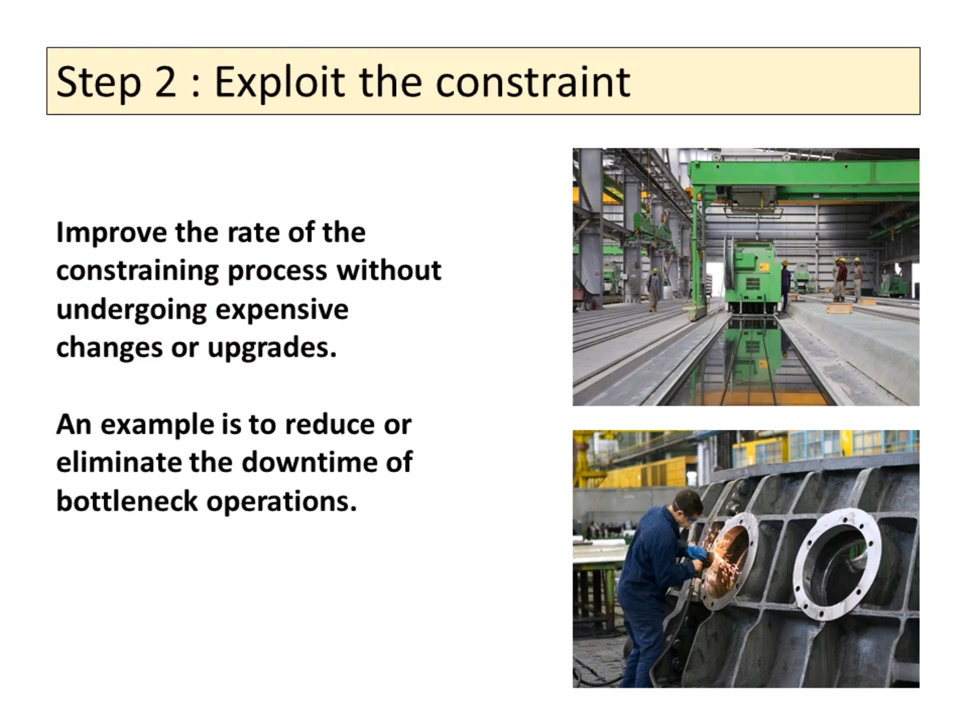 Step 2 : Exploit the constraint
Improve the rate of the
constraining process without
undergoing expensive
changes or upgrades.
An example is to reduce or
eliminate the downtime of
bottleneck operations.